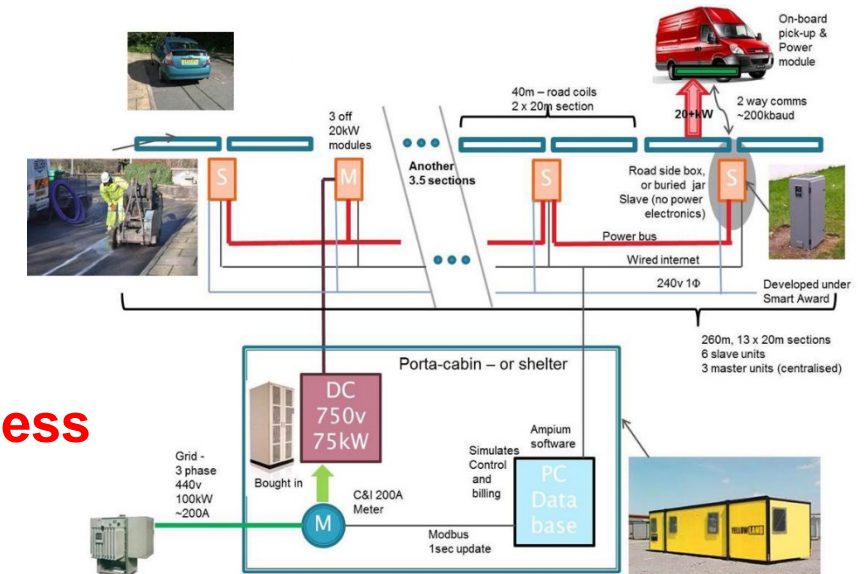 On-board
pick-up &
Power
module
40m – road coils
2 x 20m section
20+kW
2 way comms
~200kbaud
3 off
20kW
modules
Another
3.5 sections
S
M
S
S
Road side box,
or buried jar
Slave (no power
electronics)
Power bus
Wired internet
240v 1Φ
Developed under
Smart Award
260m, 13 x 20m sections
6 slave units
3 master units (centralised)
Porta-cabin – or shelter
DC
750v
75kW
ess
Ampium
software
Simulates
Control
and
billing
PC
Data
base
Grid -
3 phase
440v
100kW
~200A
Bought in
C&I 200A
Meter
M
Modbus
1sec update